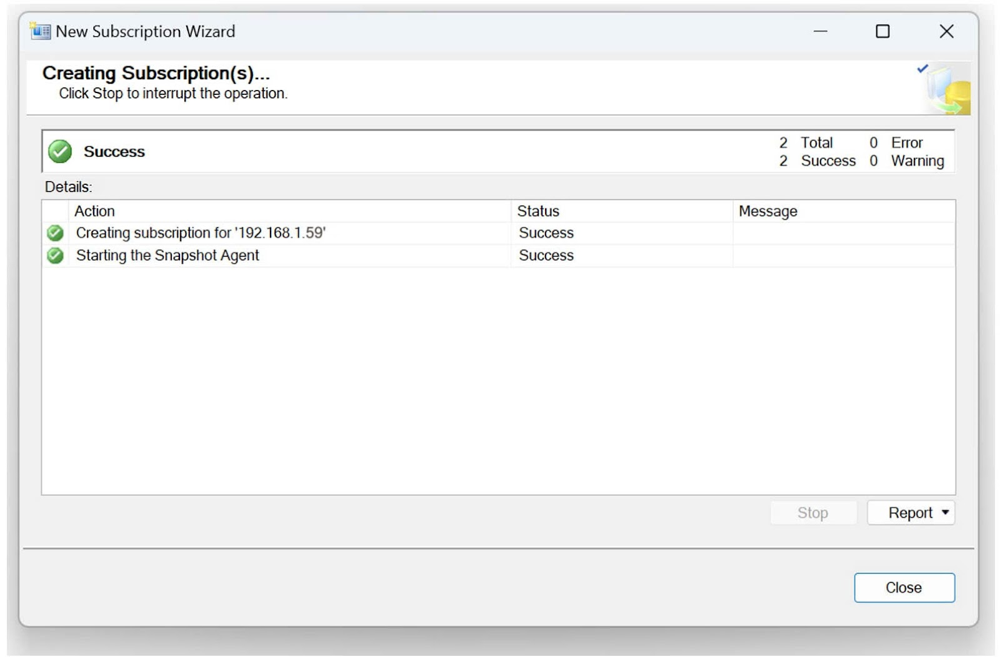 New Subscription Wizard
Creating Subscription(s)...
Click Stop to interrupt the operation.
Success
2 Total 0 Error
2 Success 0 Warning
Details:
Action Status Message
Creating subscription for '192.168.1.59' Success
Starting the Snapshot Agent Success
Stop Report
Close